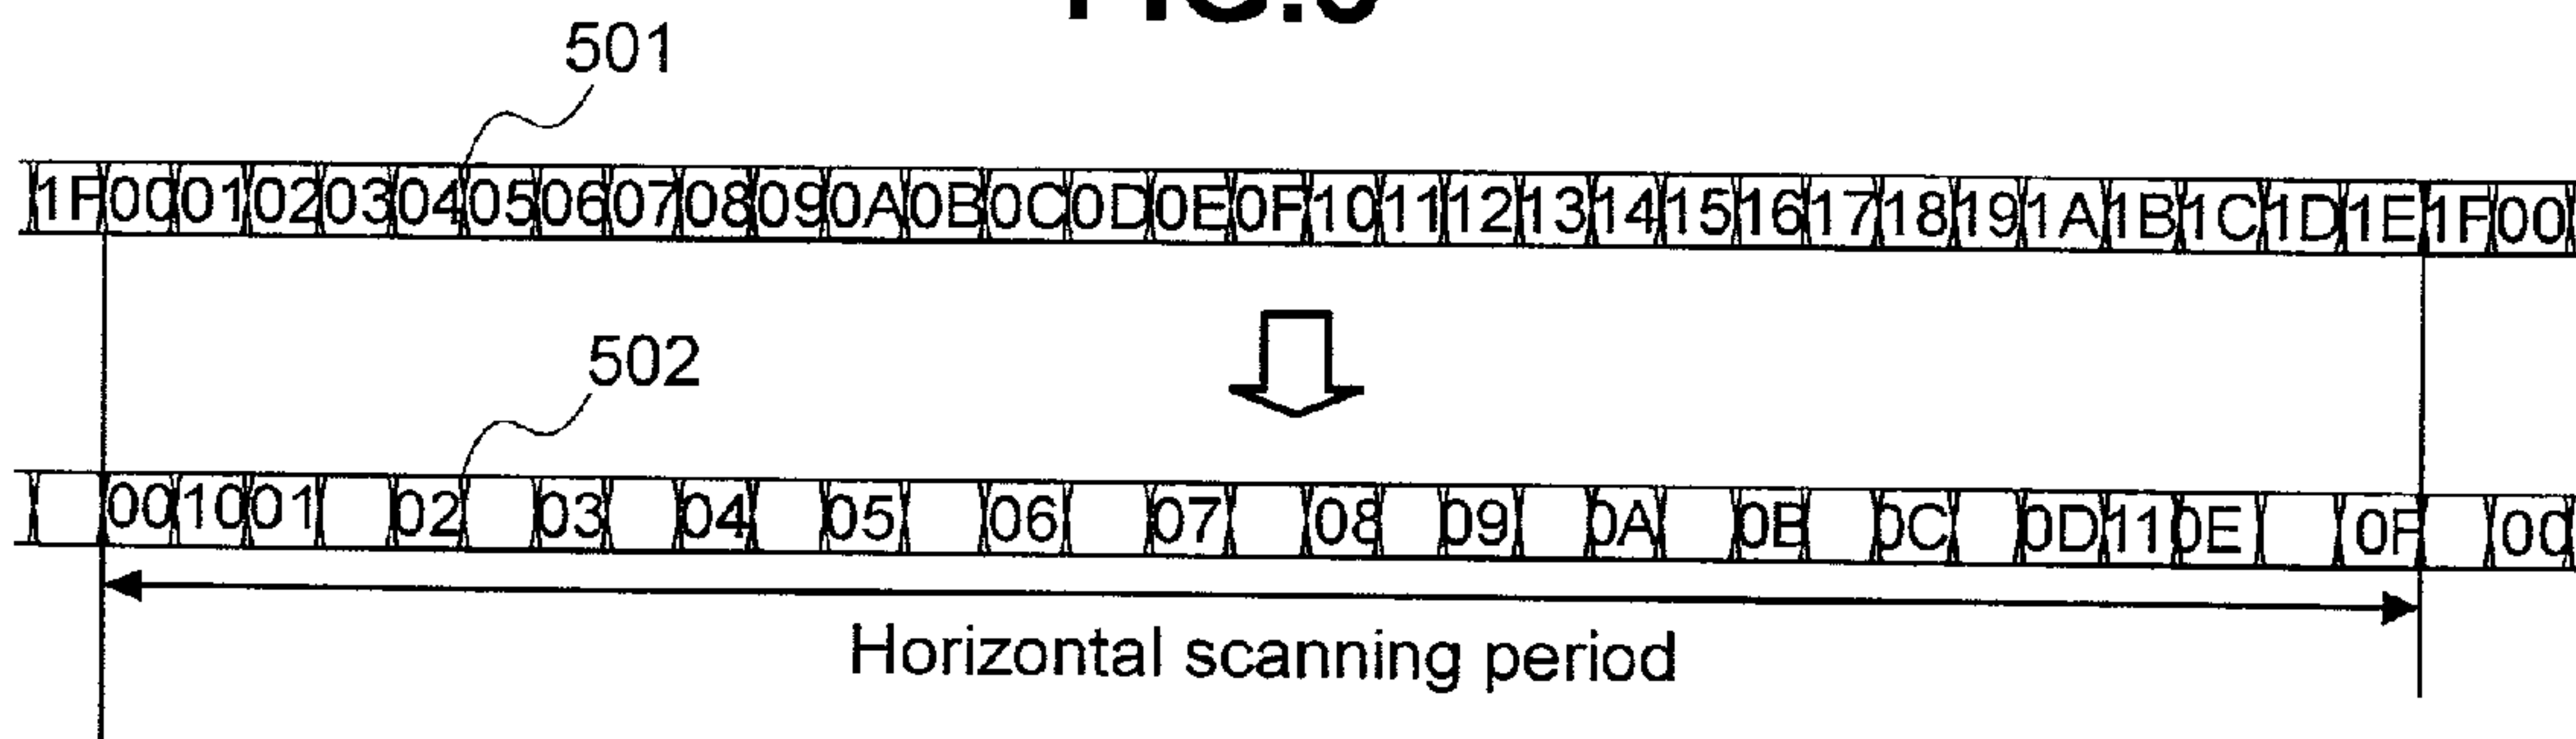 501
1F 00 01 02 03 04 05 06 07 08 09 0A 0B 0C 0D 0E 0F 10 11 12 13 14 15 16 17 18 19 1A 1B 1C 1D 1E 1F 00
502
00 10 01 02 03 04 05 06 07 08 09 0A 0B 0C 0D 11 0E 0F 00
Horizontal scanning period